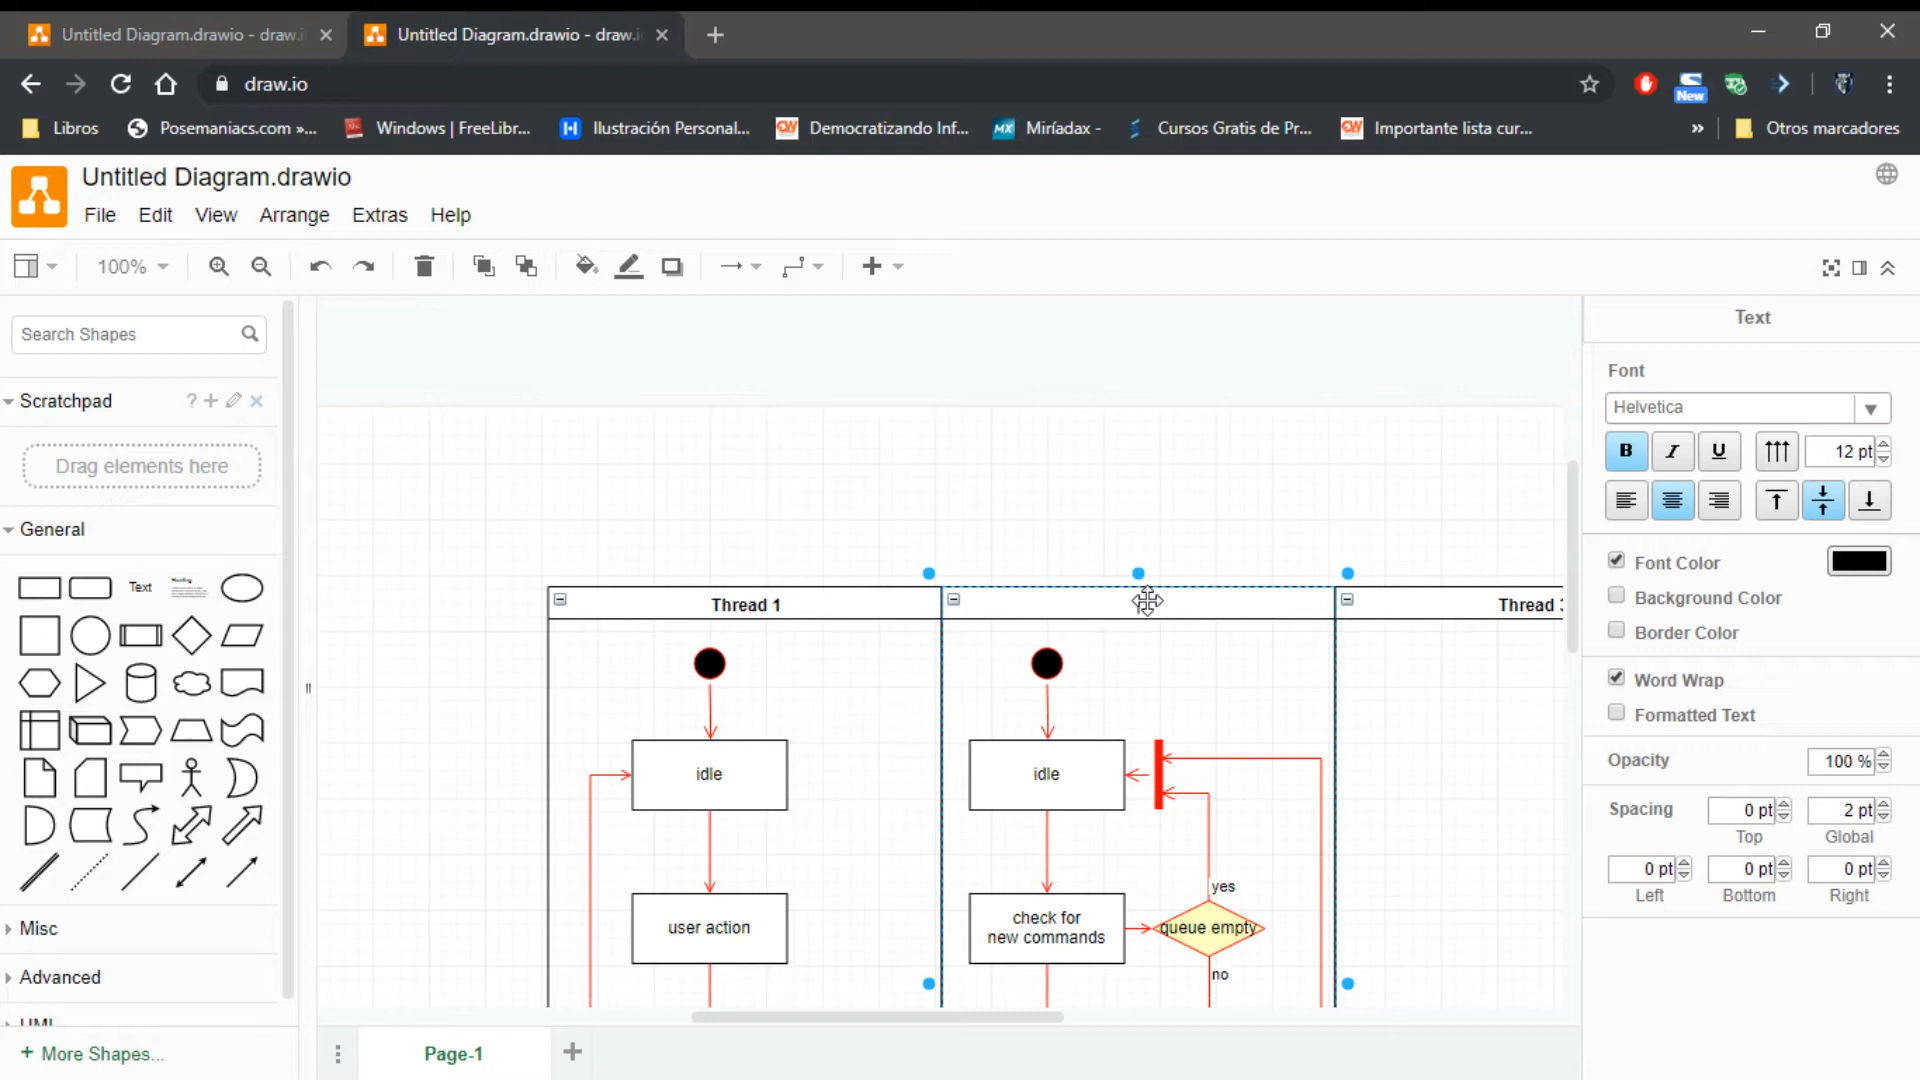 Untitled Diagram.drawio - draw.i
Untitled Diagram.drawio - draw.i
draw.io
New
Libros
Posemaniacs.com »...
Windows | FreeLibr...
Ilustración Personal...
Democratizando Inf...
MX
Miríadax -
Cursos Gratis de Pr...
Importante lista cur...
»
Otros marcadores
Untitled Diagram.drawio
File Edit View Arrange Extras Help
100%
Search Shapes
Scratchpad
?
Drag elements here
General
Text
Heading
Misc
Advanced
+ More Shapes...
Thread 1
Thread
idle
idle
user action
check for
new commands
yes
queue empty
no
Page-1
Text
Font
Helvetica
B I U
12 pt
Font Color
Background Color
Border Color
Word Wrap
Formatted Text
Opacity
100 %
Spacing
0 pt
2 pt
Top
Global
0 pt
0 pt
0 pt
Left
Bottom
Right